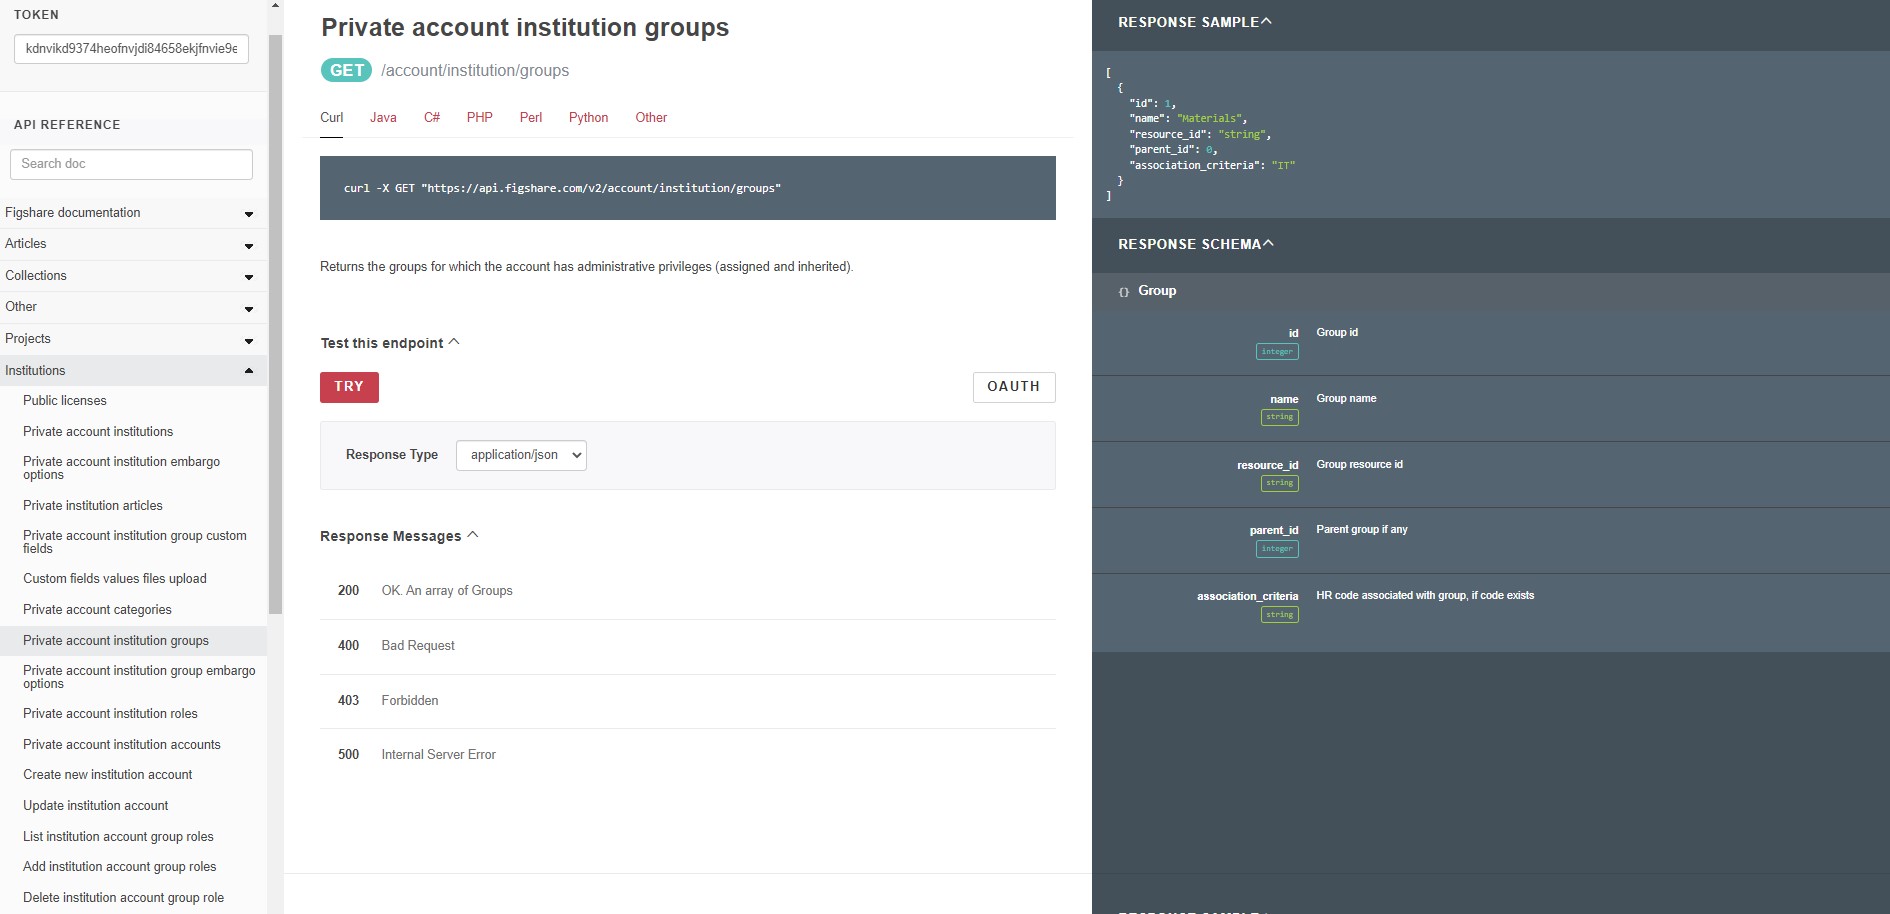 TOKEN
kdnvikd9374heofnvjdi84658ekjfnvie9e
API REFERENCE
Search doc
Figshare documentation
Articles
Collections
Other
Projects
Institutions
Public licenses
Private account institutions
Private account institution embargo
options
Private institution articles
Private account institution group custom
fields
Custom fields values files upload
Private account categories
Private account institution groups
Private account institution group embargo
options
Private account institution roles
Private account institution accounts
Create new institution account
Update institution account
List institution account group roles
Add institution account group roles
Delete institution account group role
Private account institution groups
GET /account/institution/groups
Curl Java C# PHP Perl Python Other
curl -X GET "https://api.figshare.com/v2/account/institution/groups"
Returns the groups for which the account has administrative privileges (assigned and inherited).
Test this endpoint
TRY OAUTH
Response Type application/json
Response Messages
200 OK. An array of Groups
400 Bad Request
403 Forbidden
500 Internal Server Error
RESPONSE SAMPLE
[
{
"id": 1,
"name": "Materials",
"resource_id": "string",
"parent_id": 0,
"association_criteria": "IT"
}
]
RESPONSE SCHEMA
{} Group
id Group id
integer
name Group name
string
resource_id Group resource id
string
parent_id Parent group if any
integer
association_criteria HR code associated with group, if code exists
string